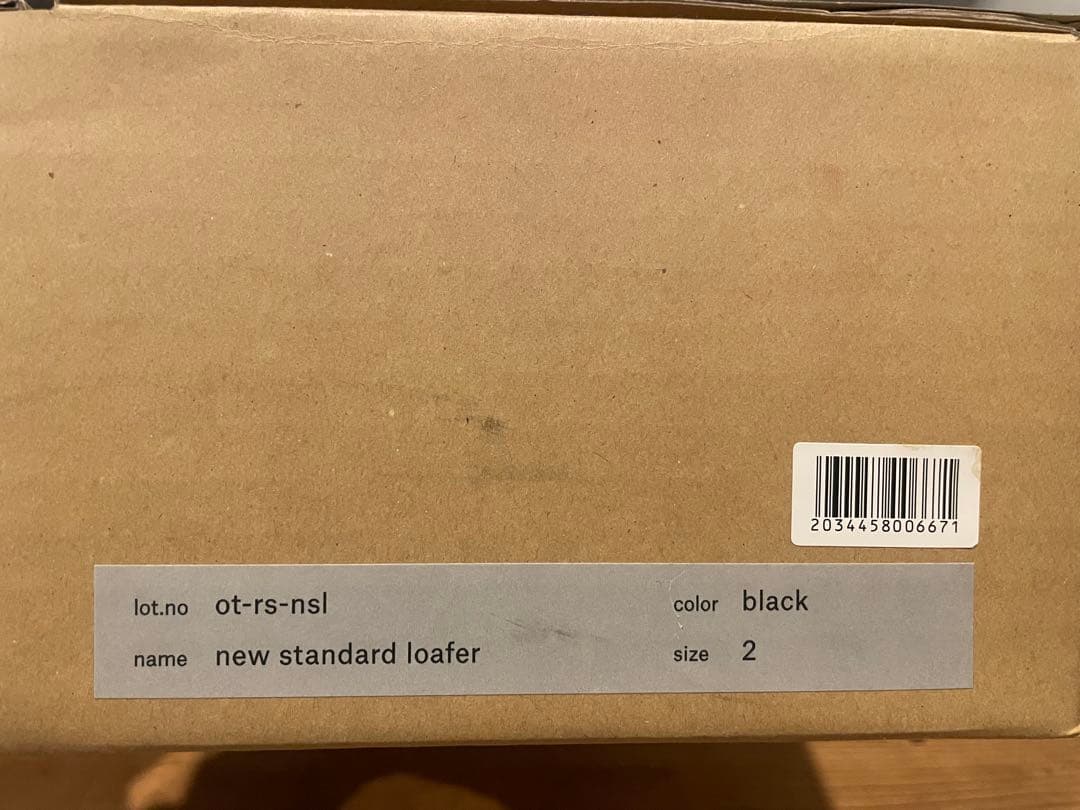 2034458006671
lot.no ot-rs-nsl color black
name new standard loafer size 2